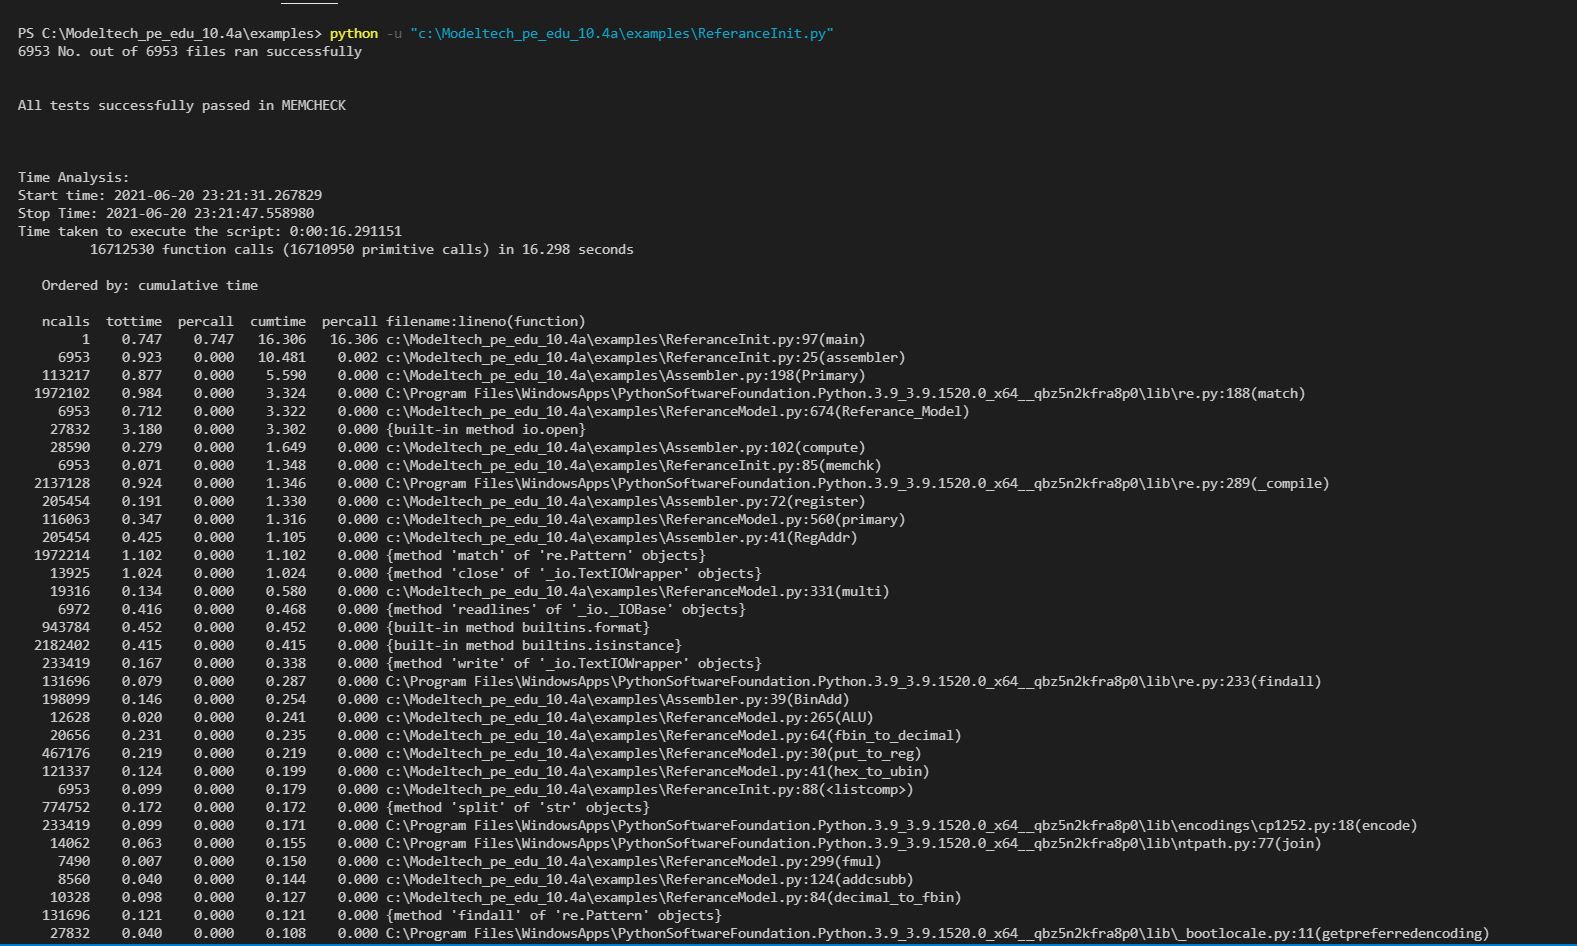 PS C:\Modeltech_pe_edu_10.4a\examples> python -u "c:\Modeltech_pe_edu_10.4a\examples\ReferanceInit.py"
6953 No. out of 6953 files ran successfully
All tests successfully passed in MEMCHECK
Time Analysis:
Start time: 2021-06-20 23:21:31.267829
Stop Time: 2021-06-20 23:21:47.558980
Time taken to execute the script: 0:00:16.291151
16712530 function calls (16710950 primitive calls) in 16.298 seconds
Ordered by: cumulative time
ncalls tottime percall cumtime percall filename:lineno(function)
1 0.747 0.747 16.306 16.306 c:\Modeltech_pe_edu_10.4a\examples\ReferanceInit.py:97(main)
6953 0.923 0.000 10.481 0.002 c:\Modeltech_pe_edu_10.4a\examples\ReferanceInit.py:25(assembler)
113217 0.877 0.000 5.590 0.000 c:\Modeltech_pe_edu_10.4a\examples\Assembler.py:198(Primary)
1972102 0.984 0.000 3.324 0.000 C:\Program Files\WindowsApps\PythonSoftwareFoundation.Python.3.9_3.9.1520.0_x64__qbz5n2kfra8p0\lib\re.py:188(match)
6953 0.712 0.000 3.322 0.000 c:\Modeltech_pe_edu_10.4a\examples\ReferanceModel.py:674(Referance_Model)
27832 3.180 0.000 3.302 0.000 {built-in method io.open}
28590 0.279 0.000 1.649 0.000 c:\Modeltech_pe_edu_10.4a\examples\Assembler.py:102(compute)
6953 0.071 0.000 1.348 0.000 c:\Modeltech_pe_edu_10.4a\examples\ReferanceInit.py:85(memchk)
2137128 0.924 0.000 1.346 0.000 C:\Program Files\WindowsApps\PythonSoftwareFoundation.Python.3.9_3.9.1520.0_x64__qbz5n2kfra8p0\lib\re.py:289(_compile)
205454 0.191 0.000 1.330 0.000 c:\Modeltech_pe_edu_10.4a\examples\Assembler.py:72(register)
116063 0.347 0.000 1.316 0.000 c:\Modeltech_pe_edu_10.4a\examples\ReferanceModel.py:560(primary)
205454 0.425 0.000 1.105 0.000 c:\Modeltech_pe_edu_10.4a\examples\Assembler.py:41(RegAddr)
1972214 1.102 0.000 1.102 0.000 {method 'match' of 're.Pattern' objects}
13925 1.024 0.000 1.024 0.000 {method 'close' of '_io.TextIOWrapper' objects}
19316 0.134 0.000 0.580 0.000 c:\Modeltech_pe_edu_10.4a\examples\ReferanceModel.py:331(multi)
6972 0.416 0.000 0.468 0.000 {method 'readlines' of '_io._IOBase' objects}
943784 0.452 0.000 0.452 0.000 {built-in method builtins.format}
2182402 0.415 0.000 0.415 0.000 {built-in method builtins.isinstance}
233419 0.167 0.000 0.338 0.000 {method 'write' of '_io.TextIOWrapper' objects}
131696 0.079 0.000 0.287 0.000 C:\Program Files\WindowsApps\PythonSoftwareFoundation.Python.3.9_3.9.1520.0_x64__qbz5n2kfra8p0\lib\re.py:233(findall)
198099 0.146 0.000 0.254 0.000 c:\Modeltech_pe_edu_10.4a\examples\Assembler.py:39(BinAdd)
12628 0.020 0.000 0.241 0.000 c:\Modeltech_pe_edu_10.4a\examples\ReferanceModel.py:265(ALU)
20656 0.231 0.000 0.235 0.000 c:\Modeltech_pe_edu_10.4a\examples\ReferanceModel.py:64(fbin_to_decimal)
467176 0.219 0.000 0.219 0.000 c:\Modeltech_pe_edu_10.4a\examples\ReferanceModel.py:30(put_to_reg)
121337 0.124 0.000 0.199 0.000 c:\Modeltech_pe_edu_10.4a\examples\ReferanceModel.py:41(hex_to_ubin)
6953 0.099 0.000 0.179 0.000 c:\Modeltech_pe_edu_10.4a\examples\ReferanceInit.py:88(<listcomp>)
774752 0.172 0.000 0.172 0.000 {method 'split' of 'str' objects}
233419 0.099 0.000 0.171 0.000 C:\Program Files\WindowsApps\PythonSoftwareFoundation.Python.3.9_3.9.1520.0_x64__qbz5n2kfra8p0\lib\encodings\cp1252.py:18(encode)
14062 0.063 0.000 0.155 0.000 C:\Program Files\WindowsApps\PythonSoftwareFoundation.Python.3.9_3.9.1520.0_x64__qbz5n2kfra8p0\lib\ntpath.py:77(join)
7490 0.007 0.000 0.150 0.000 c:\Modeltech_pe_edu_10.4a\examples\ReferanceModel.py:299(fmul)
8560 0.040 0.000 0.144 0.000 c:\Modeltech_pe_edu_10.4a\examples\ReferanceModel.py:124(addcsubb)
10328 0.098 0.000 0.127 0.000 c:\Modeltech_pe_edu_10.4a\examples\ReferanceModel.py:84(decimal_to_fbin)
131696 0.121 0.000 0.121 0.000 {method 'findall' of 're.Pattern' objects}
27832 0.040 0.000 0.108 0.000 C:\Program Files\WindowsApps\PythonSoftwareFoundation.Python.3.9_3.9.1520.0_x64__qbz5n2kfra8p0\lib\_bootlocale.py:11(getpreferredencoding)